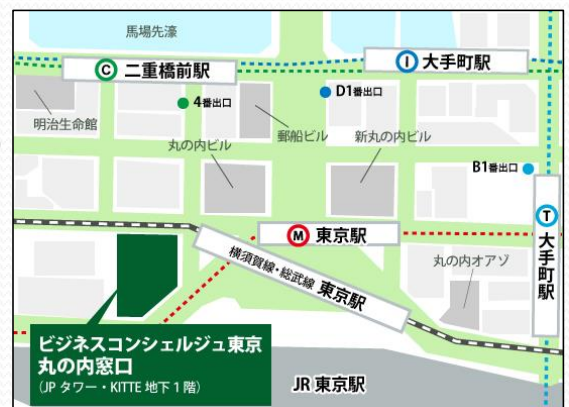 馬場先濠
C 二重橋前駅
I 大手町駅
4番出口
D1番出口
明治生命館
郵船ビル
丸の内ビル
新丸の内ビル
B1番出口
T 大手町駅
M 東京駅
横須賀線・総武線 東京駅
丸の内オアゾ
ビジネスコンシェルジュ東京
丸の内窓口
(JP タワー・KITTE 地下1階)
JR 東京駅